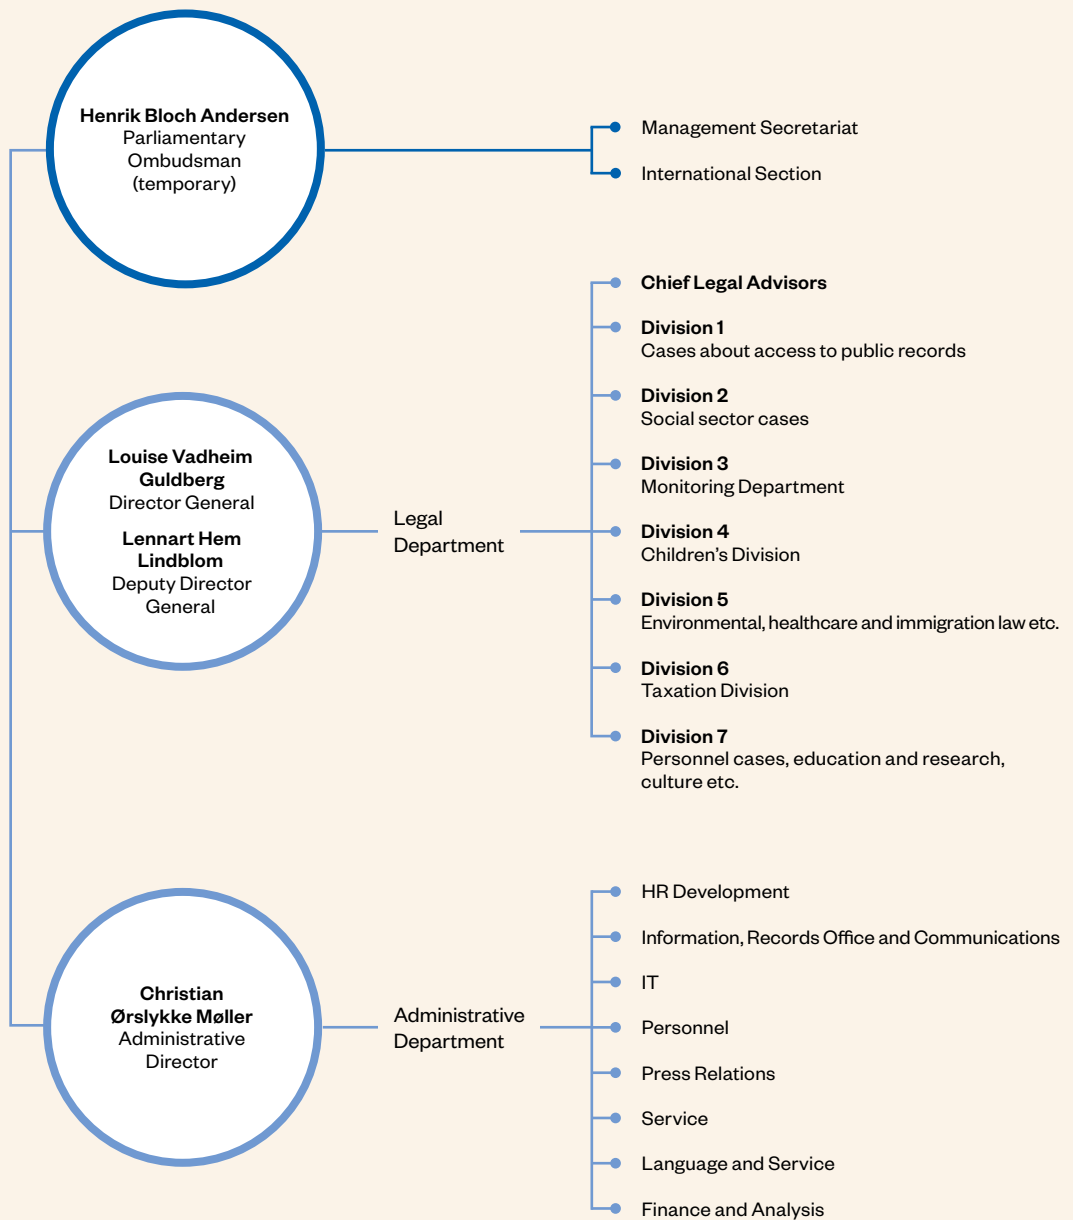 Henrik Bloch Andersen
Parliamentary
Ombudsman
(temporary)
Management Secretariat
International Section
Louise Vadheim
Guldberg
Director General
Lennart Hem
Lindblom
Deputy Director
General
Legal
Department
Chief Legal Advisors
Division 1
Cases about access to public records
Division 2
Social sector cases
Division 3
Monitoring Department
Division 4
Children’s Division
Division 5
Environmental, healthcare and immigration law etc.
Division 6
Taxation Division
Division 7
Personnel cases, education and research,
culture etc.
Christian
Ørslykke Møller
Administrative
Director
Administrative
Department
HR Development
Information, Records Office and Communications
IT
Personnel
Press Relations
Service
Language and Service
Finance and Analysis